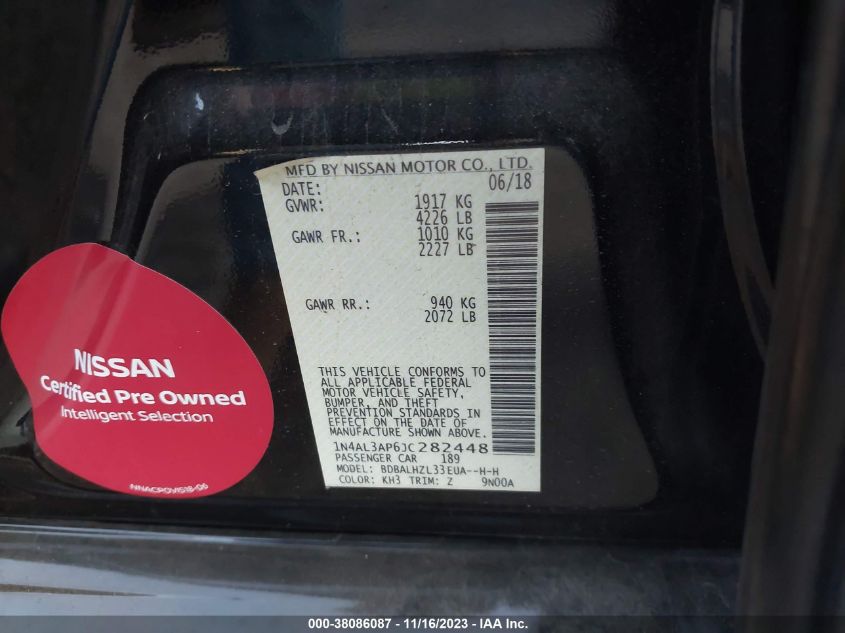 MFD BY NISSAN MOTOR CO., LTD.
DATE: 06/18
GVWR: 1917 KG
4226 LB
GAWR FR.: 1010 KG
2227 LB
GAWR RR.: 940 KG
2072 LB
THIS VEHICLE CONFORMS TO
ALL APPLICABLE FEDERAL
MOTOR VEHICLE SAFETY,
BUMPER, AND THEFT
PREVENTION STANDARDS IN
EFFECT ON THE DATE OF
MANUFACTURE SHOWN ABOVE.
1N4AL3AP6JC282448
PASSENGER CAR 189
MODEL: BDBALHZL33EUA--H-H
COLOR: KH3 TRIM: Z 9N00A
NISSAN
Certified Pre Owned
Intelligent Selection
000-38086087 - 11/16/2023 - IAA Inc.